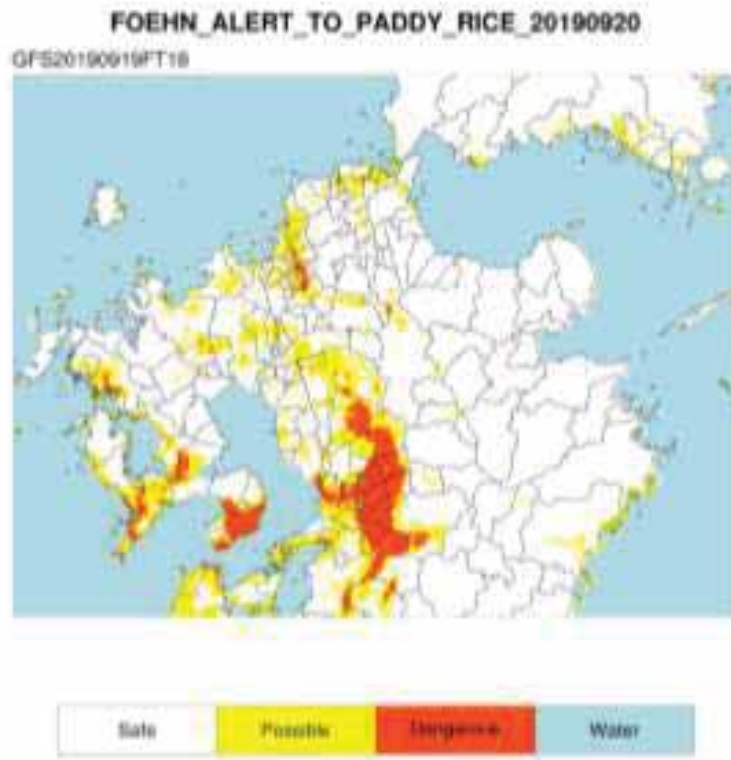 FOEHN_ALERT_TO_PADDY_RICE_20190920
GFS20190919FT18
Safe
Possible
Dangerous
Water